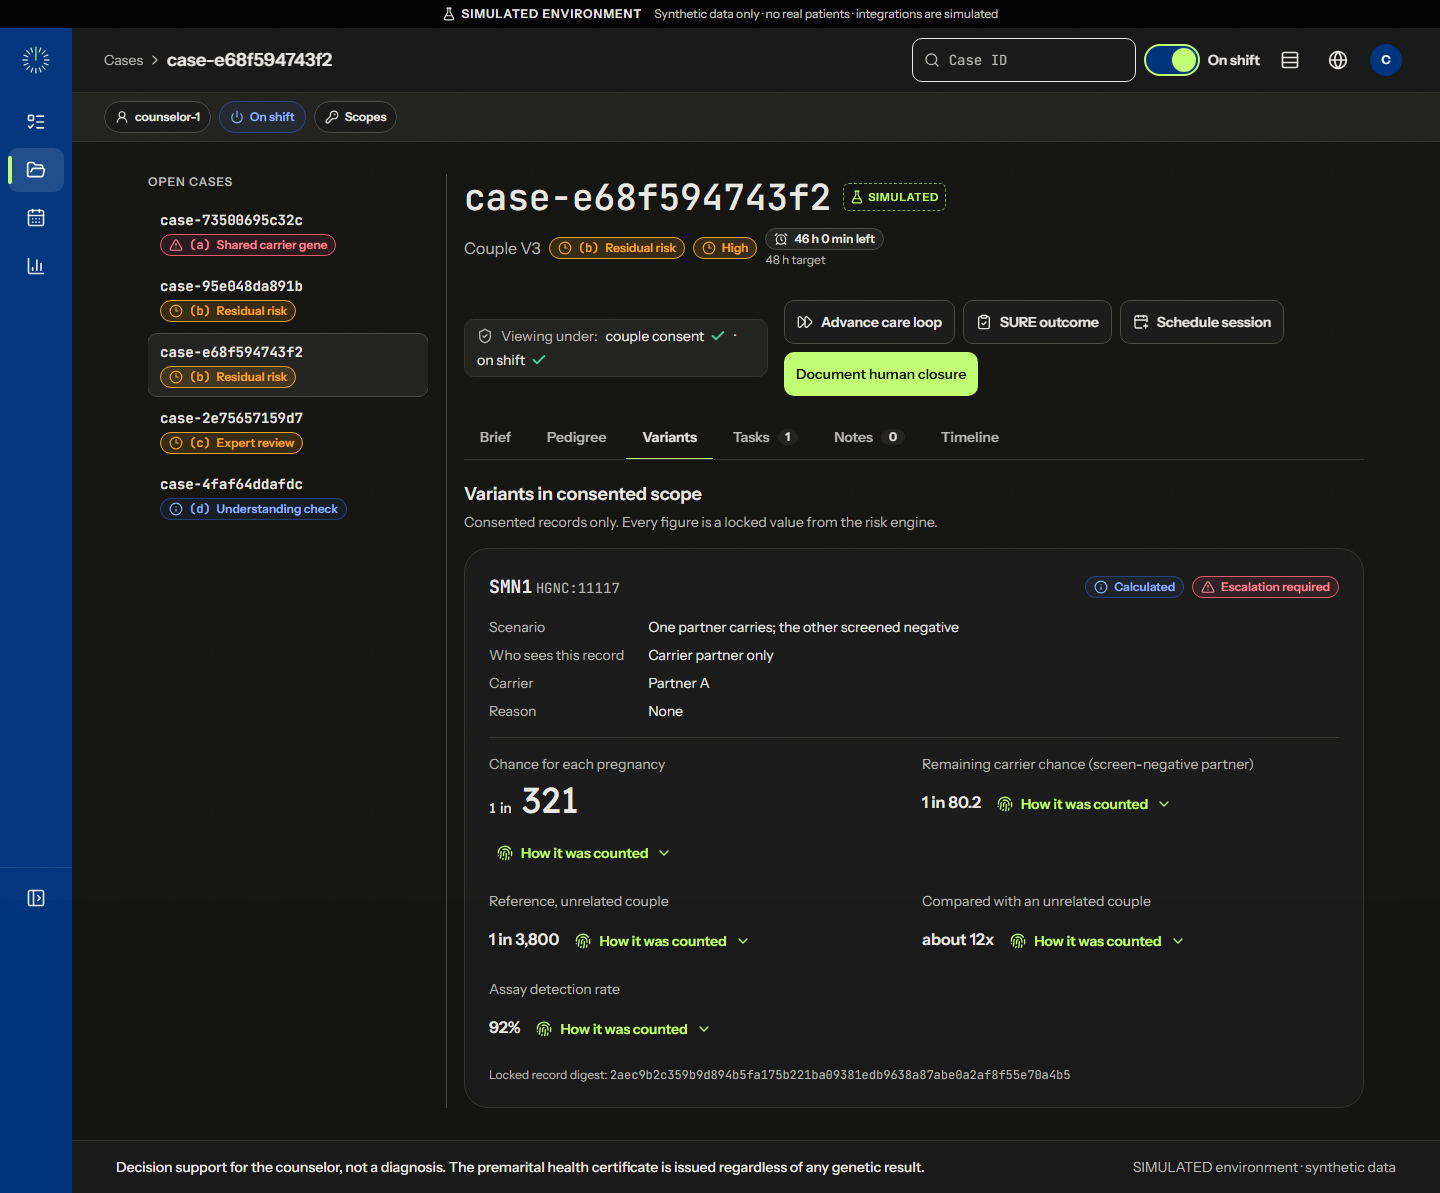 SIMULATED ENVIRONMENT Synthetic data only · no real patients · integrations are simulated
Cases > case-e68f594743f2
Case ID
On shift
C
counselor-1
On shift
Scopes
OPEN CASES
case-73500695c32c
(a) Shared carrier gene
case-95e048da891b
(b) Residual risk
case-e68f594743f2
(b) Residual risk
case-2e75657159d7
(c) Expert review
case-4faf64ddafdc
(d) Understanding check
case-e68f594743f2
SIMULATED
Couple V3
(b) Residual risk
High
46 h 0 min left
48 h target
Viewing under: couple consent ✓ ·
on shift ✓
Advance care loop
SURE outcome
Schedule session
Document human closure
Brief
Pedigree
Variants
Tasks 1
Notes 0
Timeline
Variants in consented scope
Consented records only. Every figure is a locked value from the risk engine.
SMN1 HGNC:11117
Calculated
Escalation required
Scenario One partner carries; the other screened negative
Who sees this record Carrier partner only
Carrier Partner A
Reason None
Chance for each pregnancy
1 in 321
How it was counted
Remaining carrier chance (screen-negative partner)
1 in 80.2 How it was counted
Reference, unrelated couple
1 in 3,800 How it was counted
Compared with an unrelated couple
about 12x How it was counted
Assay detection rate
92% How it was counted
Locked record digest: 2aec9b2c359b9d894b5fa175b221ba09381edb9638a87abe0a2af8f55e70a4b5
Decision support for the counselor, not a diagnosis. The premarital health certificate is issued regardless of any genetic result.
SIMULATED environment · synthetic data